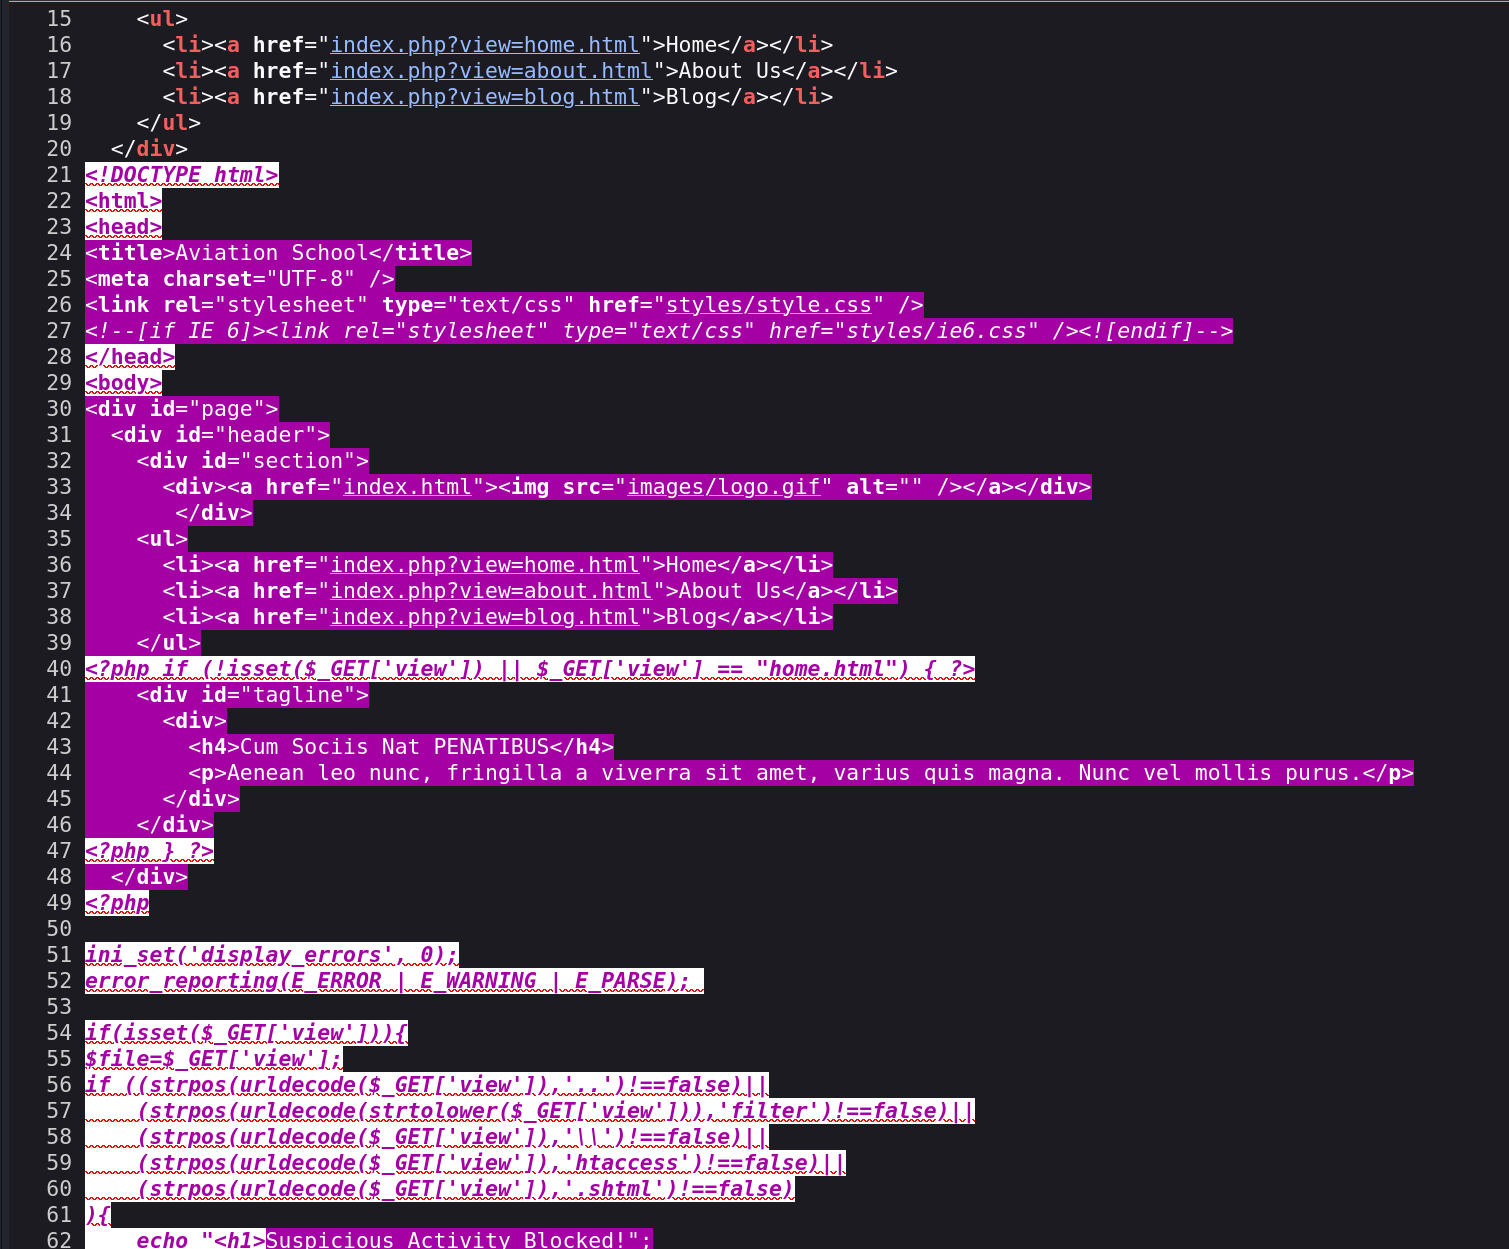 15     <ul>
16       <li><a href="index.php?view=home.html">Home</a></li>
17       <li><a href="index.php?view=about.html">About Us</a></li>
18       <li><a href="index.php?view=blog.html">Blog</a></li>
19     </ul>
20   </div>
21 <!DOCTYPE html>
22 <html>
23 <head>
24 <title>Aviation School</title>
25 <meta charset="UTF-8" />
26 <link rel="stylesheet" type="text/css" href="styles/style.css" />
27 <!--[if IE 6]><link rel="stylesheet" type="text/css" href="styles/ie6.css" /><![endif]-->
28 </head>
29 <body>
30 <div id="page">
31   <div id="header">
32     <div id="section">
33       <div><a href="index.html"><img src="images/logo.gif" alt="" /></a></div>
34        </div>
35     <ul>
36       <li><a href="index.php?view=home.html">Home</a></li>
37       <li><a href="index.php?view=about.html">About Us</a></li>
38       <li><a href="index.php?view=blog.html">Blog</a></li>
39     </ul>
40 <?php if (!isset($_GET['view']) || $_GET['view'] == "home.html") { ?>
41     <div id="tagline">
42       <div>
43         <h4>Cum Sociis Nat PENATIBUS</h4>
44         <p>Aenean leo nunc, fringilla a viverra sit amet, varius quis magna. Nunc vel mollis purus.</p>
45       </div>
46     </div>
47 <?php } ?>
48   </div>
49 <?php
50
51 ini_set('display_errors', 0);
52 error_reporting(E_ERROR | E_WARNING | E_PARSE);
53
54 if(isset($_GET['view'])){
55 $file=$_GET['view'];
56 if ((strpos(urldecode($_GET['view']),'..')!==false)||
57     (strpos(urldecode(strtolower($_GET['view'])),'filter')!==false)||
58     (strpos(urldecode($_GET['view']),'\\')!==false)||
59     (strpos(urldecode($_GET['view']),'htaccess')!==false)||
60     (strpos(urldecode($_GET['view']),'.shtml')!==false)
61 ){
62     echo "<h1>Suspicious Activity Blocked!";